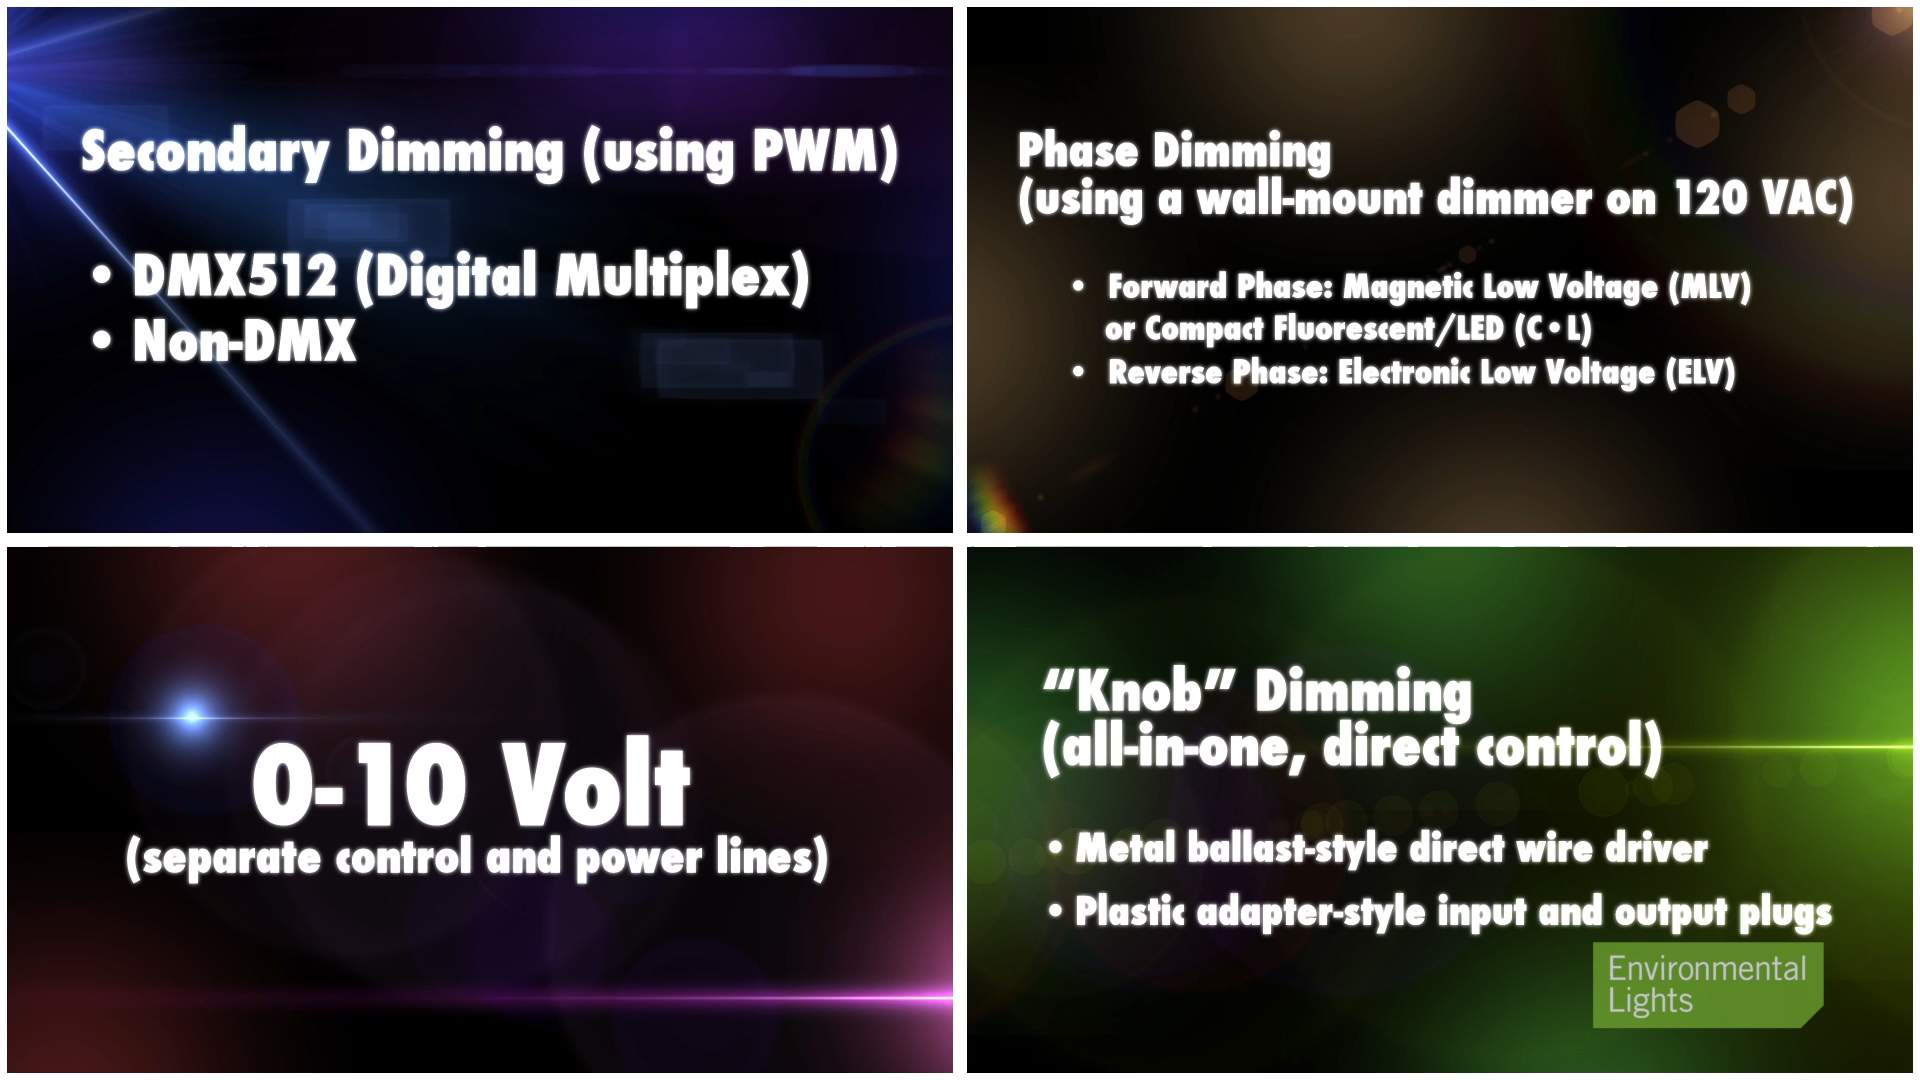 Secondary Dimming (using PWM)
• DMX512 (Digital Multiplex)
• Non-DMX
Phase Dimming
(using a wall-mount dimmer on 120 VAC)
• Forward Phase: Magnetic Low Voltage (MLV)
or Compact Fluorescent/LED (C•L)
• Reverse Phase: Electronic Low Voltage (ELV)
0-10 Volt
(separate control and power lines)
“Knob” Dimming
(all-in-one, direct control)
• Metal ballast-style direct wire driver
• Plastic adapter-style input and output plugs
Environmental
Lights